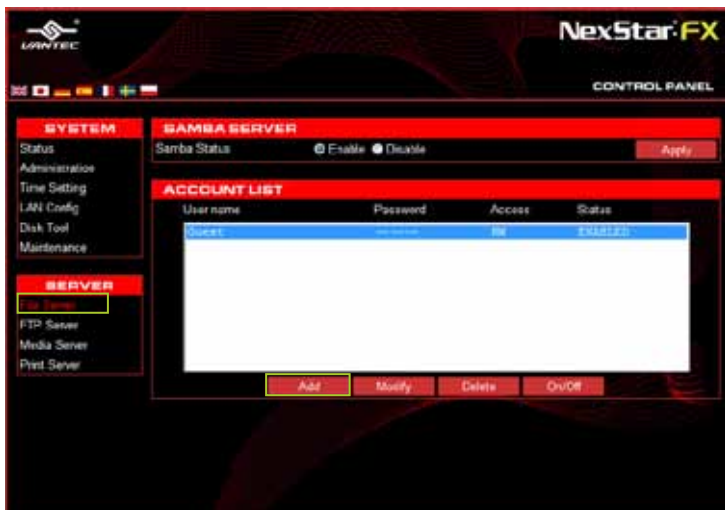 VANTEC
NexStar FX
CONTROL PANEL
SYSTEM
Status
Administration
Time Setting
LAN Config
Disk Tool
Maintenance
SERVER
File Server
FTP Server
Media Server
Print Server
SAMBA SERVER
Samba Status Enable Disable Apply
ACCOUNT LIST
User name Password Access Status
Guest RW ENABLED
Add Modify Delete On/Off